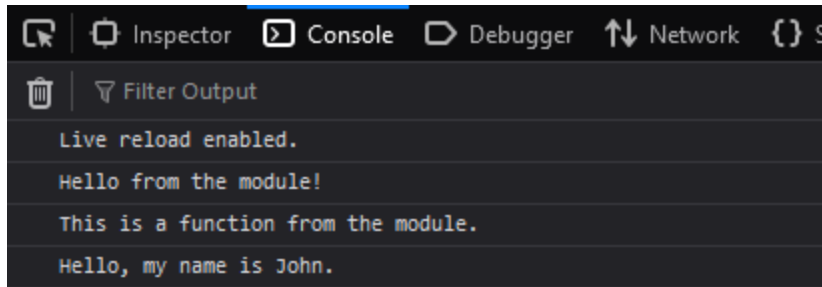 Inspector Console Debugger Network {} S
Filter Output
Live reload enabled.
Hello from the module!
This is a function from the module.
Hello, my name is John.